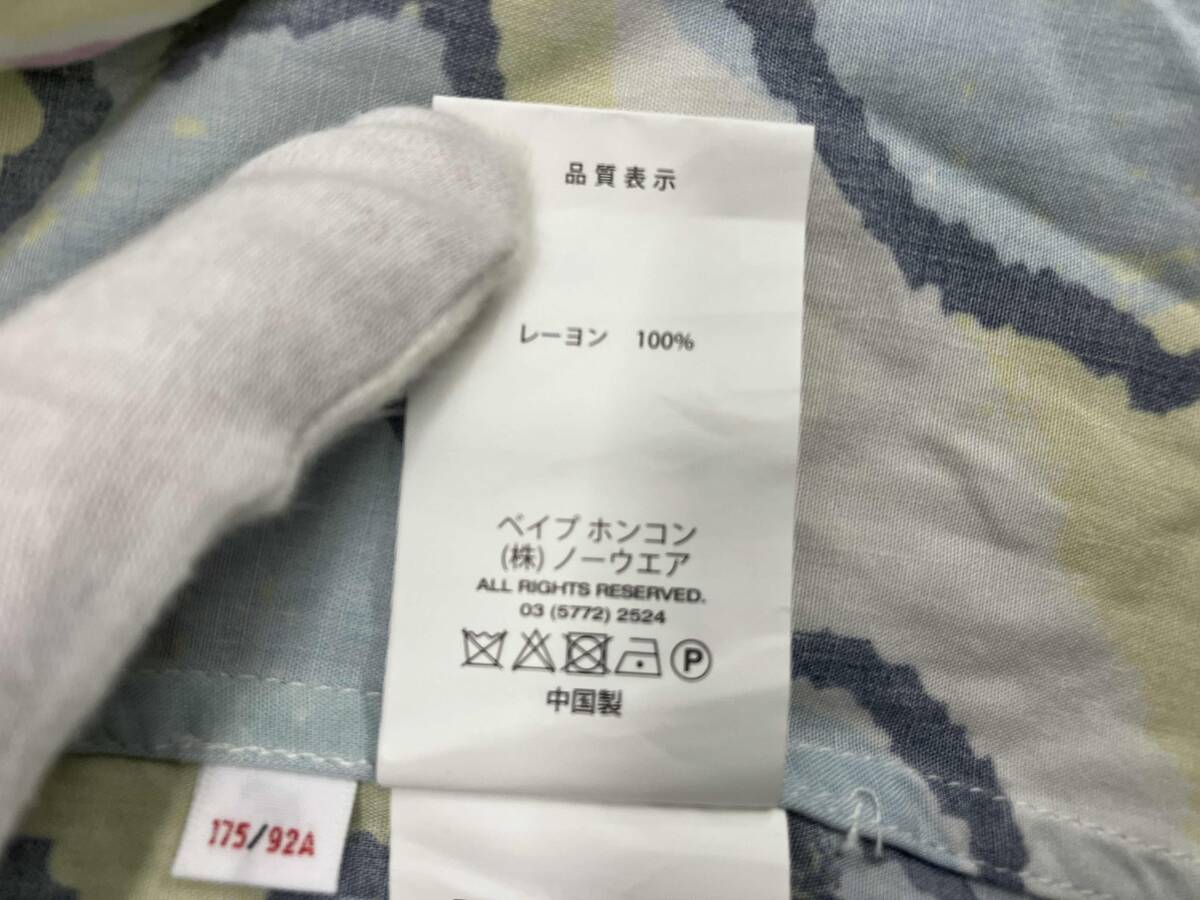 品質表示
レーヨン 100%
ベイプ ホンコン
(株) ノーウエア
ALL RIGHTS RESERVED.
03 (5772) 2524
P
中国製
175/92A